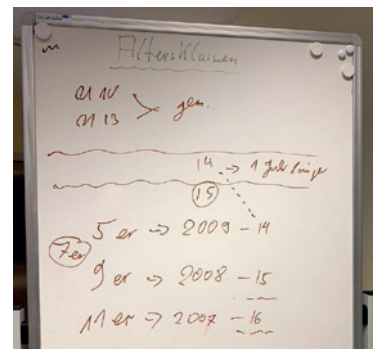 Altersklassen
U 10
U 13 > gem.
14 → 1 Jahr länger
15
5 er → 2009 - 14
7er
9 er → 2008 - 15
11 er → 2007 - 16